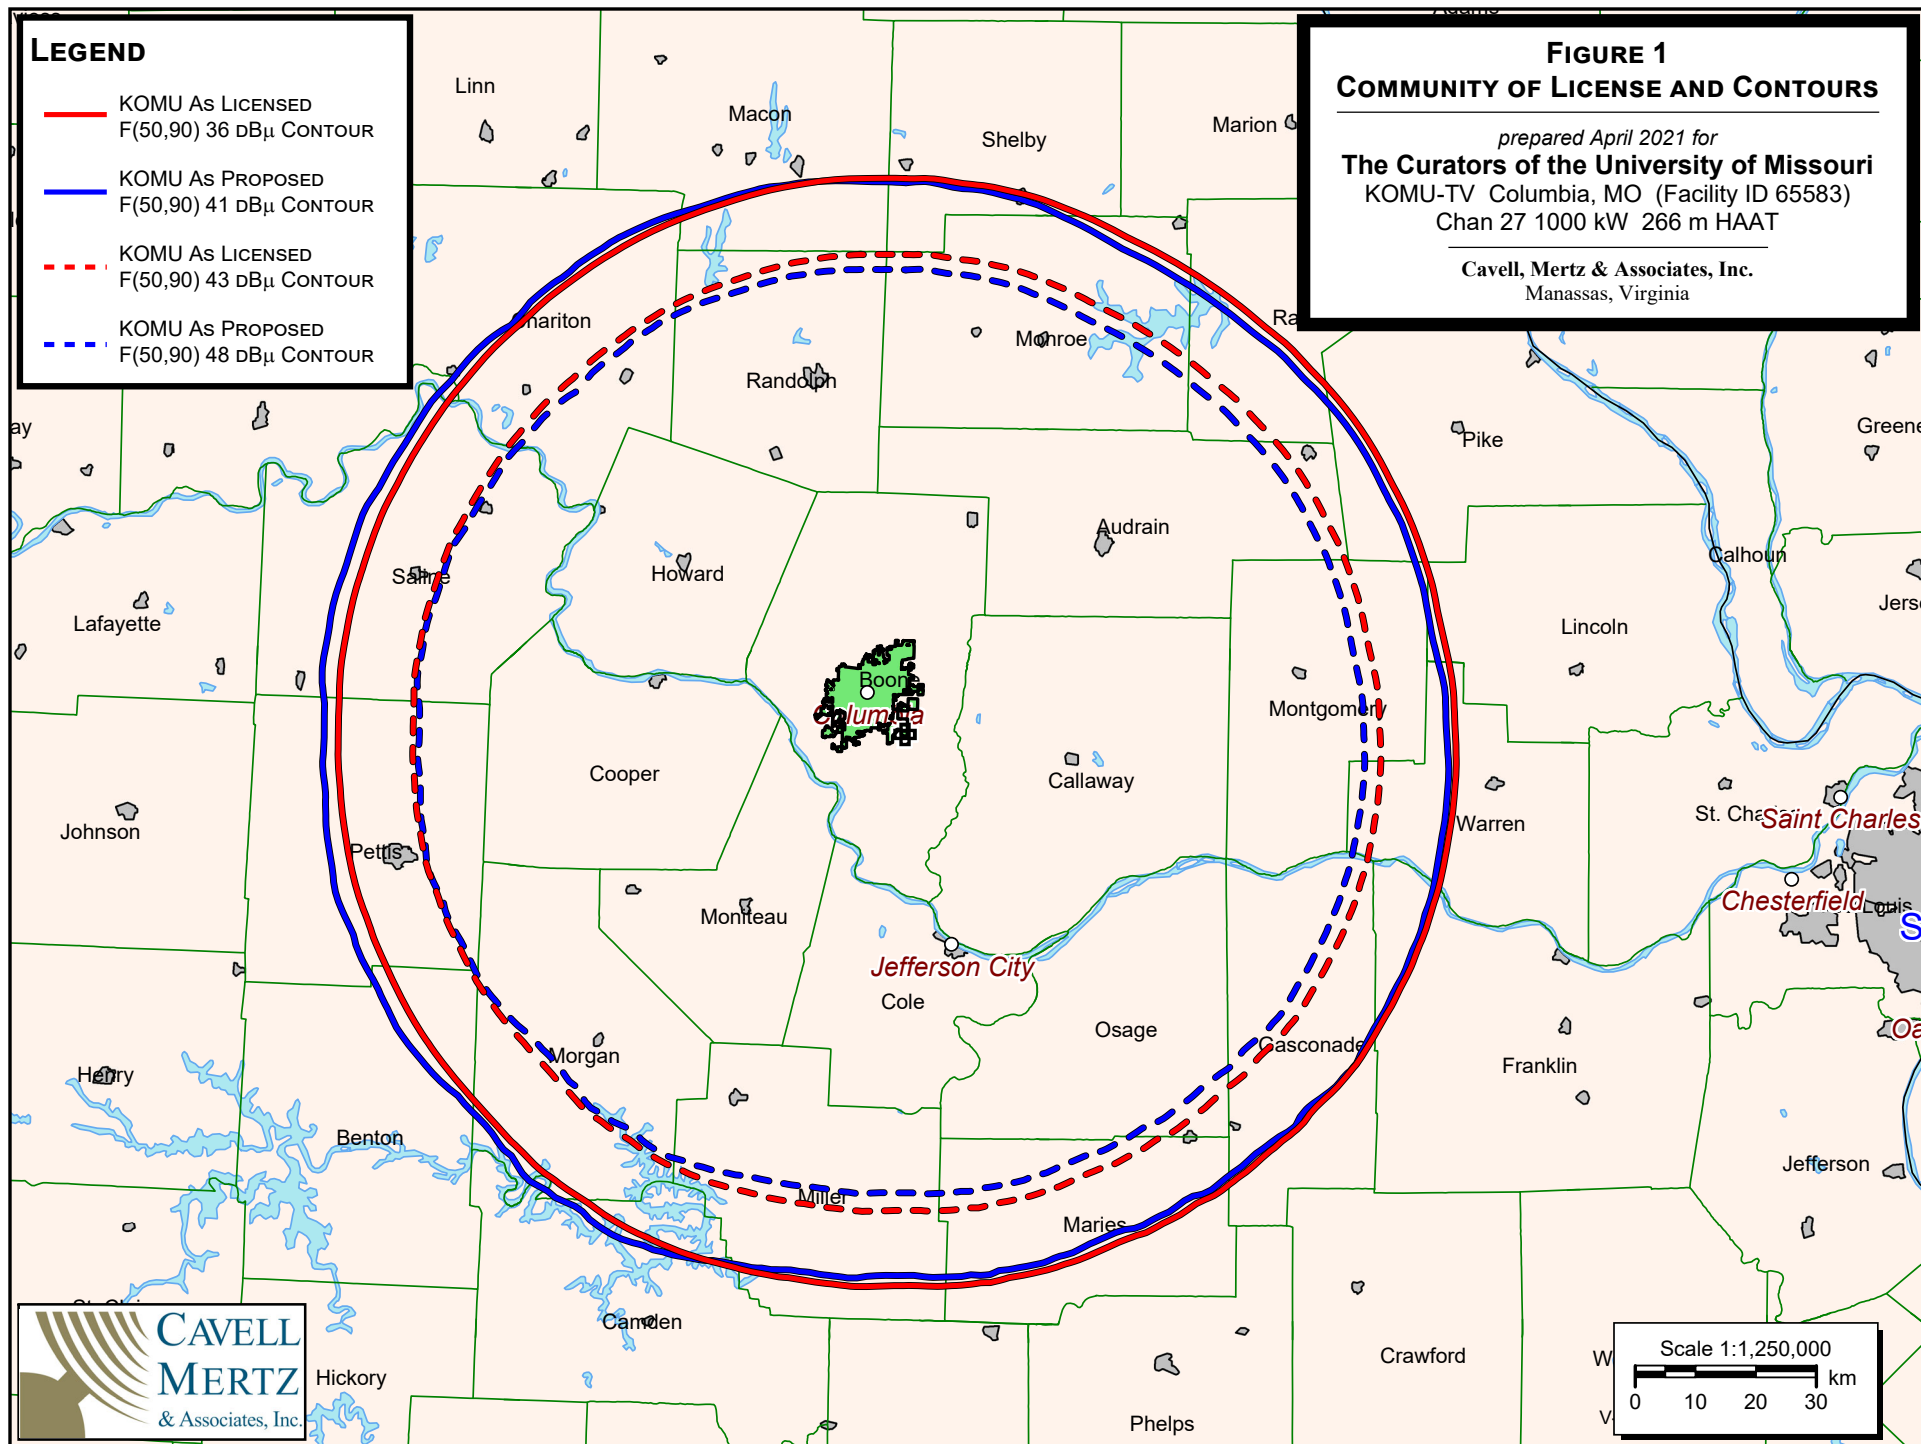 LEGEND
KOMU AS LICENSED
F(50,90) 36 DBμ CONTOUR
KOMU AS PROPOSED
F(50,90) 41 DBμ CONTOUR
KOMU AS LICENSED
F(50,90) 43 DBμ CONTOUR
KOMU AS PROPOSED
F(50,90) 48 DBμ CONTOUR
FIGURE 1
COMMUNITY OF LICENSE AND CONTOURS
prepared April 2021 for
The Curators of the University of Missouri
KOMU-TV Columbia, MO (Facility ID 65583)
Chan 27 1000 kW 266 m HAAT
Cavell, Mertz & Associates, Inc.
Manassas, Virginia
Linn
Macon
Shelby
Marion
Chariton
Monroe
Randolph
Pike
Greene
Audrain
Calhoun
Howard
Saline
Lafayette
Lincoln
Boone
Columbia
Montgomery
Cooper
Callaway
Johnson
Pettis
Warren
Saint Charles
Chesterfield
Louis
Moniteau
Jefferson City
Cole
Osage
Gasconade
Morgan
Franklin
Henry
Benton
Jefferson
Miller
Maries
Camden
Crawford
Hickory
Phelps
CAVELL
MERTZ
& Associates, Inc.
Scale 1:1,250,000
km
0 10 20 30